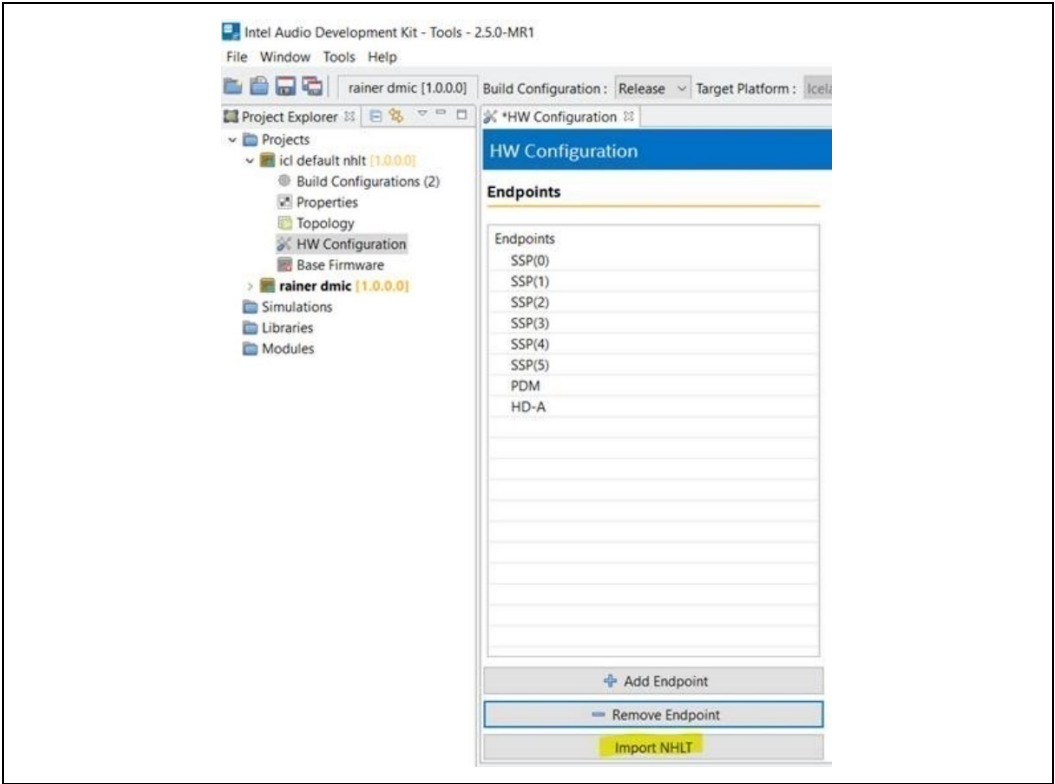 Intel Audio Development Kit - Tools - 2.5.0-MR1
File Window Tools Help
rainer dmic [1.0.0.0] Build Configuration : Release Target Platform :
Project Explorer *HW Configuration
Projects
icl default nhlt [1.0.0.0]
Build Configurations (2)
Properties
Topology
HW Configuration
Base Firmware
rainer dmic [1.0.0.0]
Simulations
Libraries
Modules
HW Configuration
Endpoints
Endpoints
SSP(0)
SSP(1)
SSP(2)
SSP(3)
SSP(4)
SSP(5)
PDM
HD-A
Add Endpoint
Remove Endpoint
Import NHLT